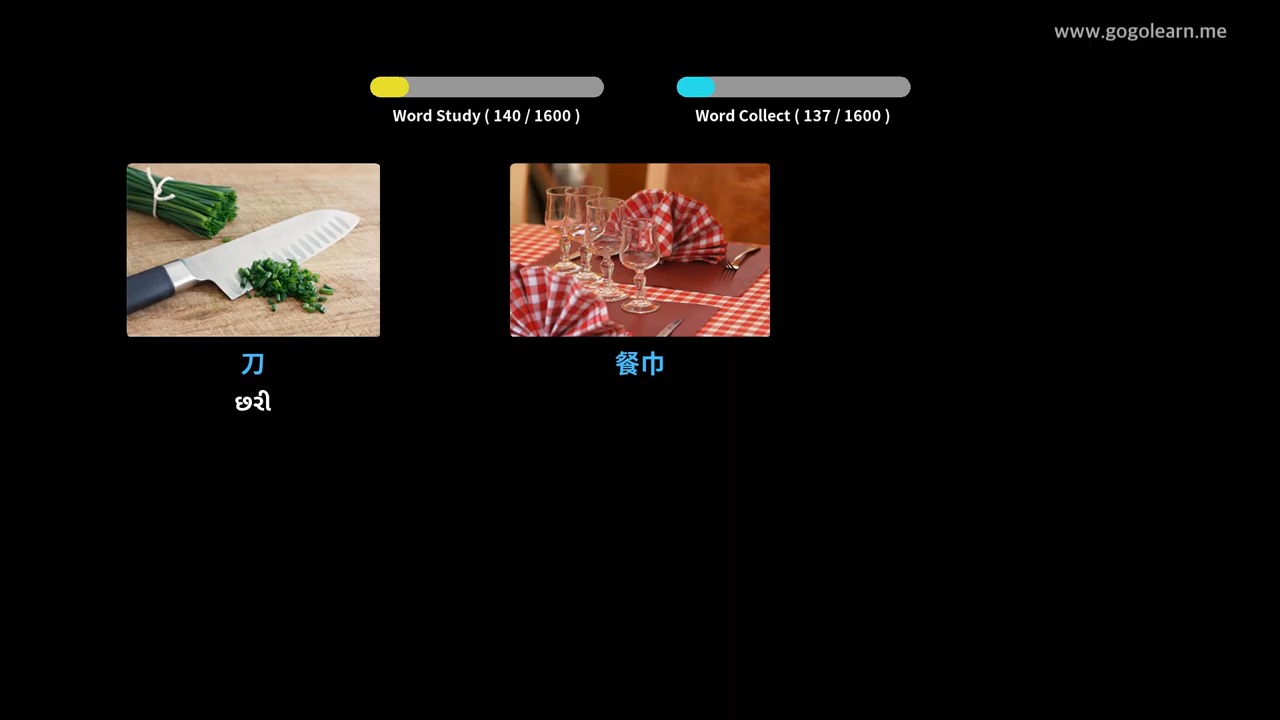 www.gogolearn.me
Word Study ( 140 / 1600 )
Word Collect ( 137 / 1600 )
刀
છરી
餐巾